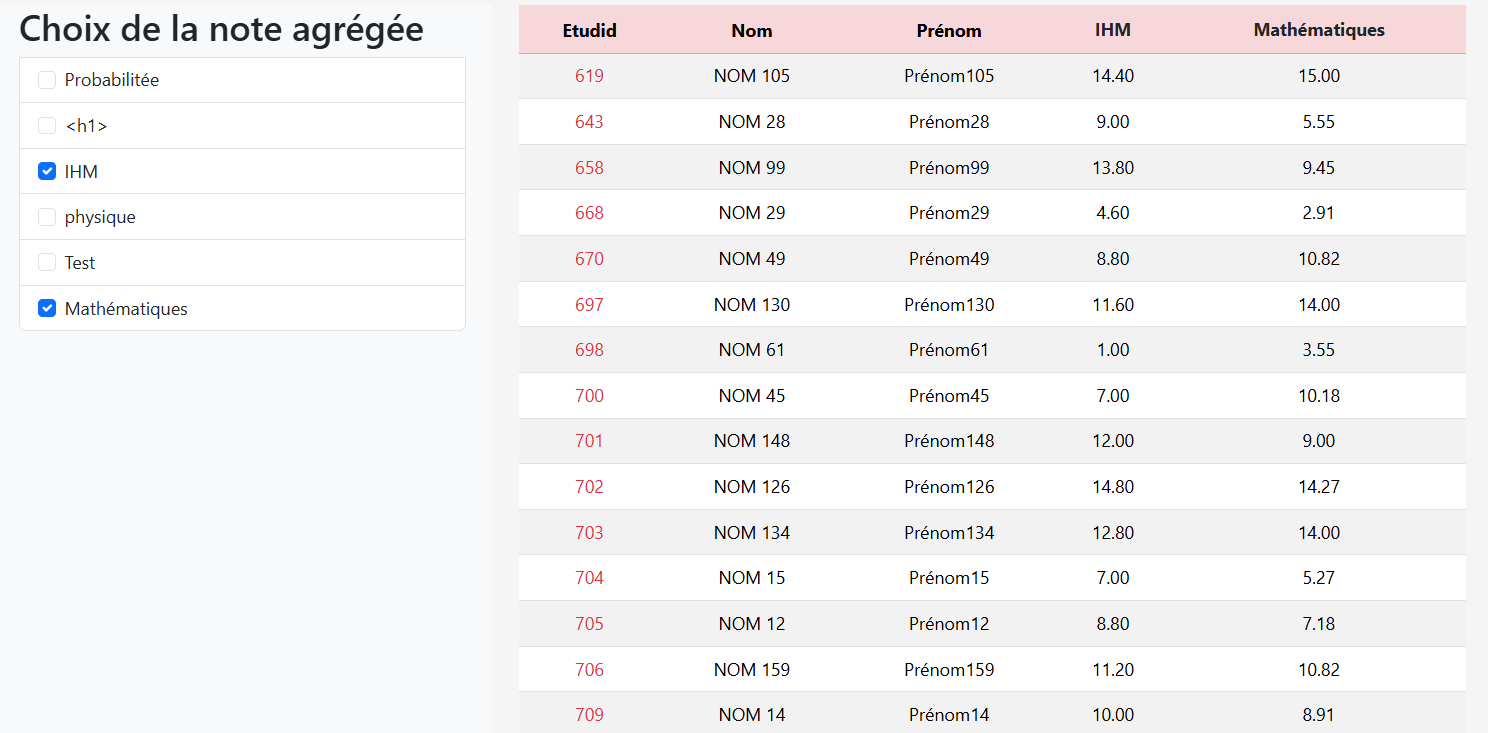 Choix de la note agrégée
Probabilitée
<h1>
IHM
physique
Test
Mathématiques
Etudid Nom Prénom IHM Mathématiques
619 NOM 105 Prénom105 14.40 15.00
643 NOM 28 Prénom28 9.00 5.55
658 NOM 99 Prénom99 13.80 9.45
668 NOM 29 Prénom29 4.60 2.91
670 NOM 49 Prénom49 8.80 10.82
697 NOM 130 Prénom130 11.60 14.00
698 NOM 61 Prénom61 1.00 3.55
700 NOM 45 Prénom45 7.00 10.18
701 NOM 148 Prénom148 12.00 9.00
702 NOM 126 Prénom126 14.80 14.27
703 NOM 134 Prénom134 12.80 14.00
704 NOM 15 Prénom15 7.00 5.27
705 NOM 12 Prénom12 8.80 7.18
706 NOM 159 Prénom159 11.20 10.82
709 NOM 14 Prénom14 10.00 8.91